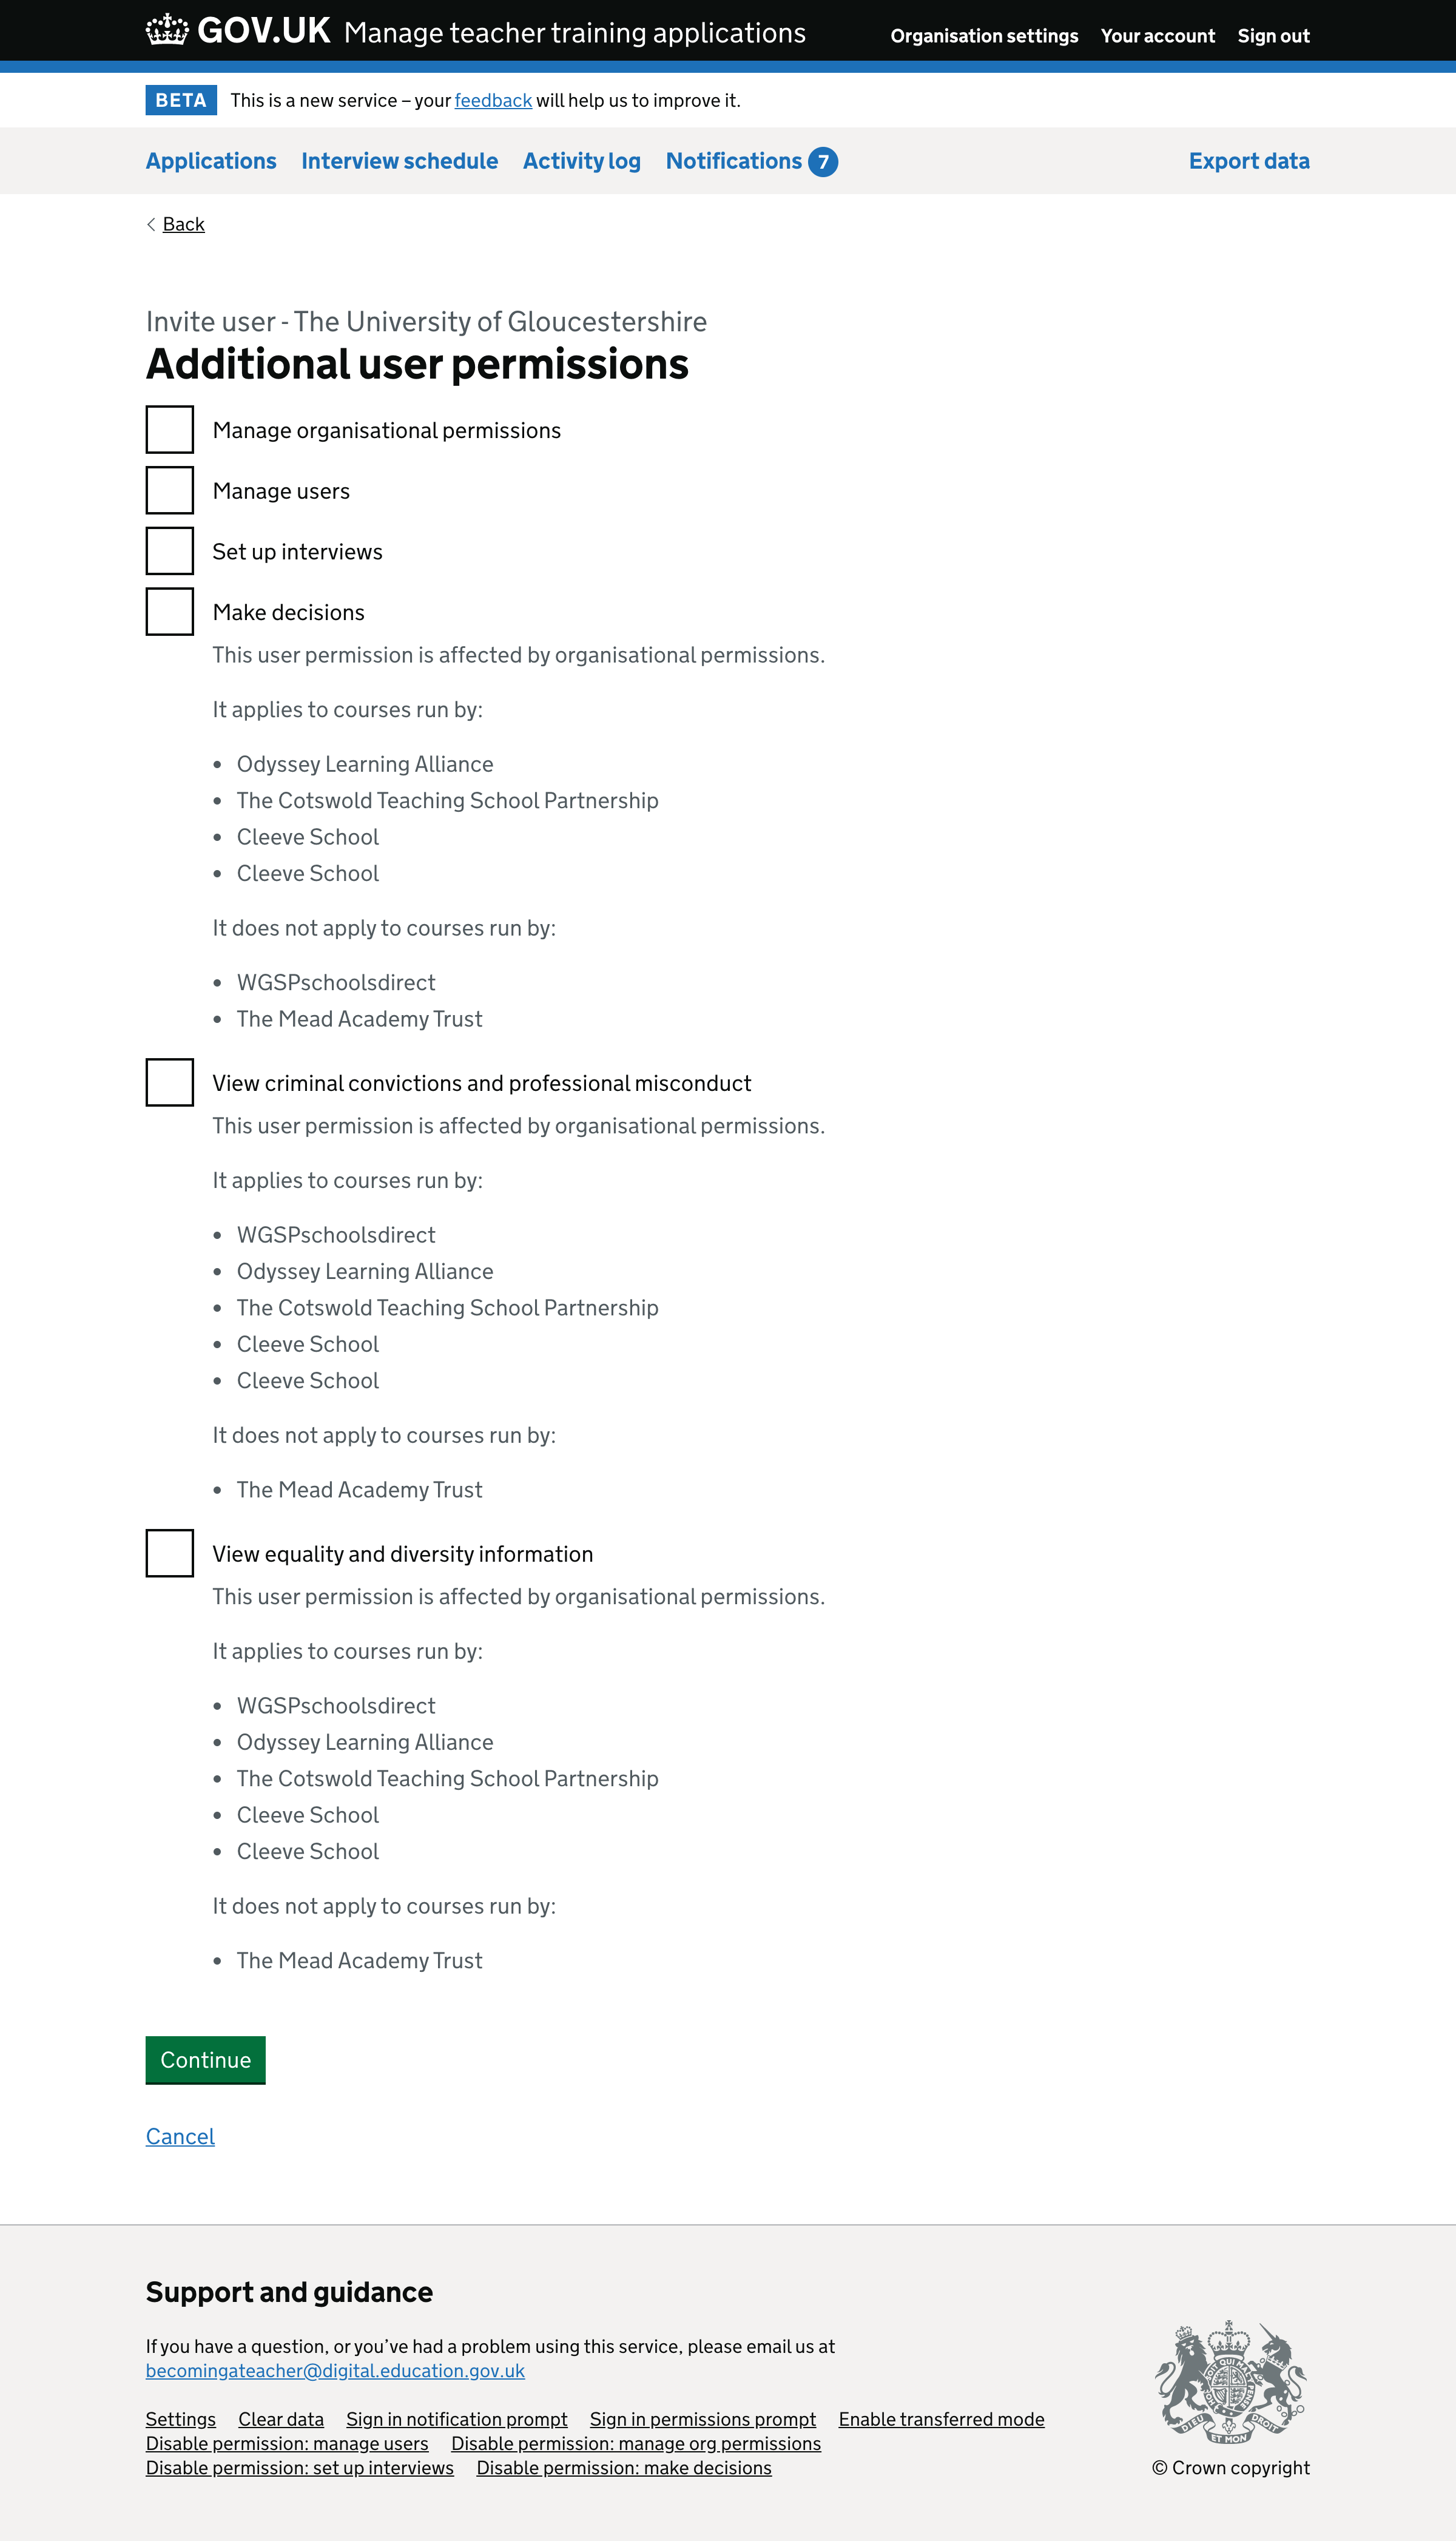 GOV.UK Manage teacher training applications Organisation settings Your account Sign out
BETA This is a new service – your feedback will help us to improve it.
Applications Interview schedule Activity log Notifications 7 Export data
Back
Invite user - The University of Gloucestershire
Additional user permissions
Manage organisational permissions
Manage users
Set up interviews
Make decisions
This user permission is affected by organisational permissions.
It applies to courses run by:
• Odyssey Learning Alliance
• The Cotswold Teaching School Partnership
• Cleeve School
• Cleeve School
It does not apply to courses run by:
• WGSPschoolsdirect
• The Mead Academy Trust
View criminal convictions and professional misconduct
This user permission is affected by organisational permissions.
It applies to courses run by:
• WGSPschoolsdirect
• Odyssey Learning Alliance
• The Cotswold Teaching School Partnership
• Cleeve School
• Cleeve School
It does not apply to courses run by:
• The Mead Academy Trust
View equality and diversity information
This user permission is affected by organisational permissions.
It applies to courses run by:
• WGSPschoolsdirect
• Odyssey Learning Alliance
• The Cotswold Teaching School Partnership
• Cleeve School
• Cleeve School
It does not apply to courses run by:
• The Mead Academy Trust
Continue
Cancel
Support and guidance
If you have a question, or you’ve had a problem using this service, please email us at
becomingateacher@digital.education.gov.uk
Settings Clear data Sign in notification prompt Sign in permissions prompt Enable transferred mode
Disable permission: manage users Disable permission: manage org permissions
Disable permission: set up interviews Disable permission: make decisions
DIEU ET MON DROIT
© Crown copyright